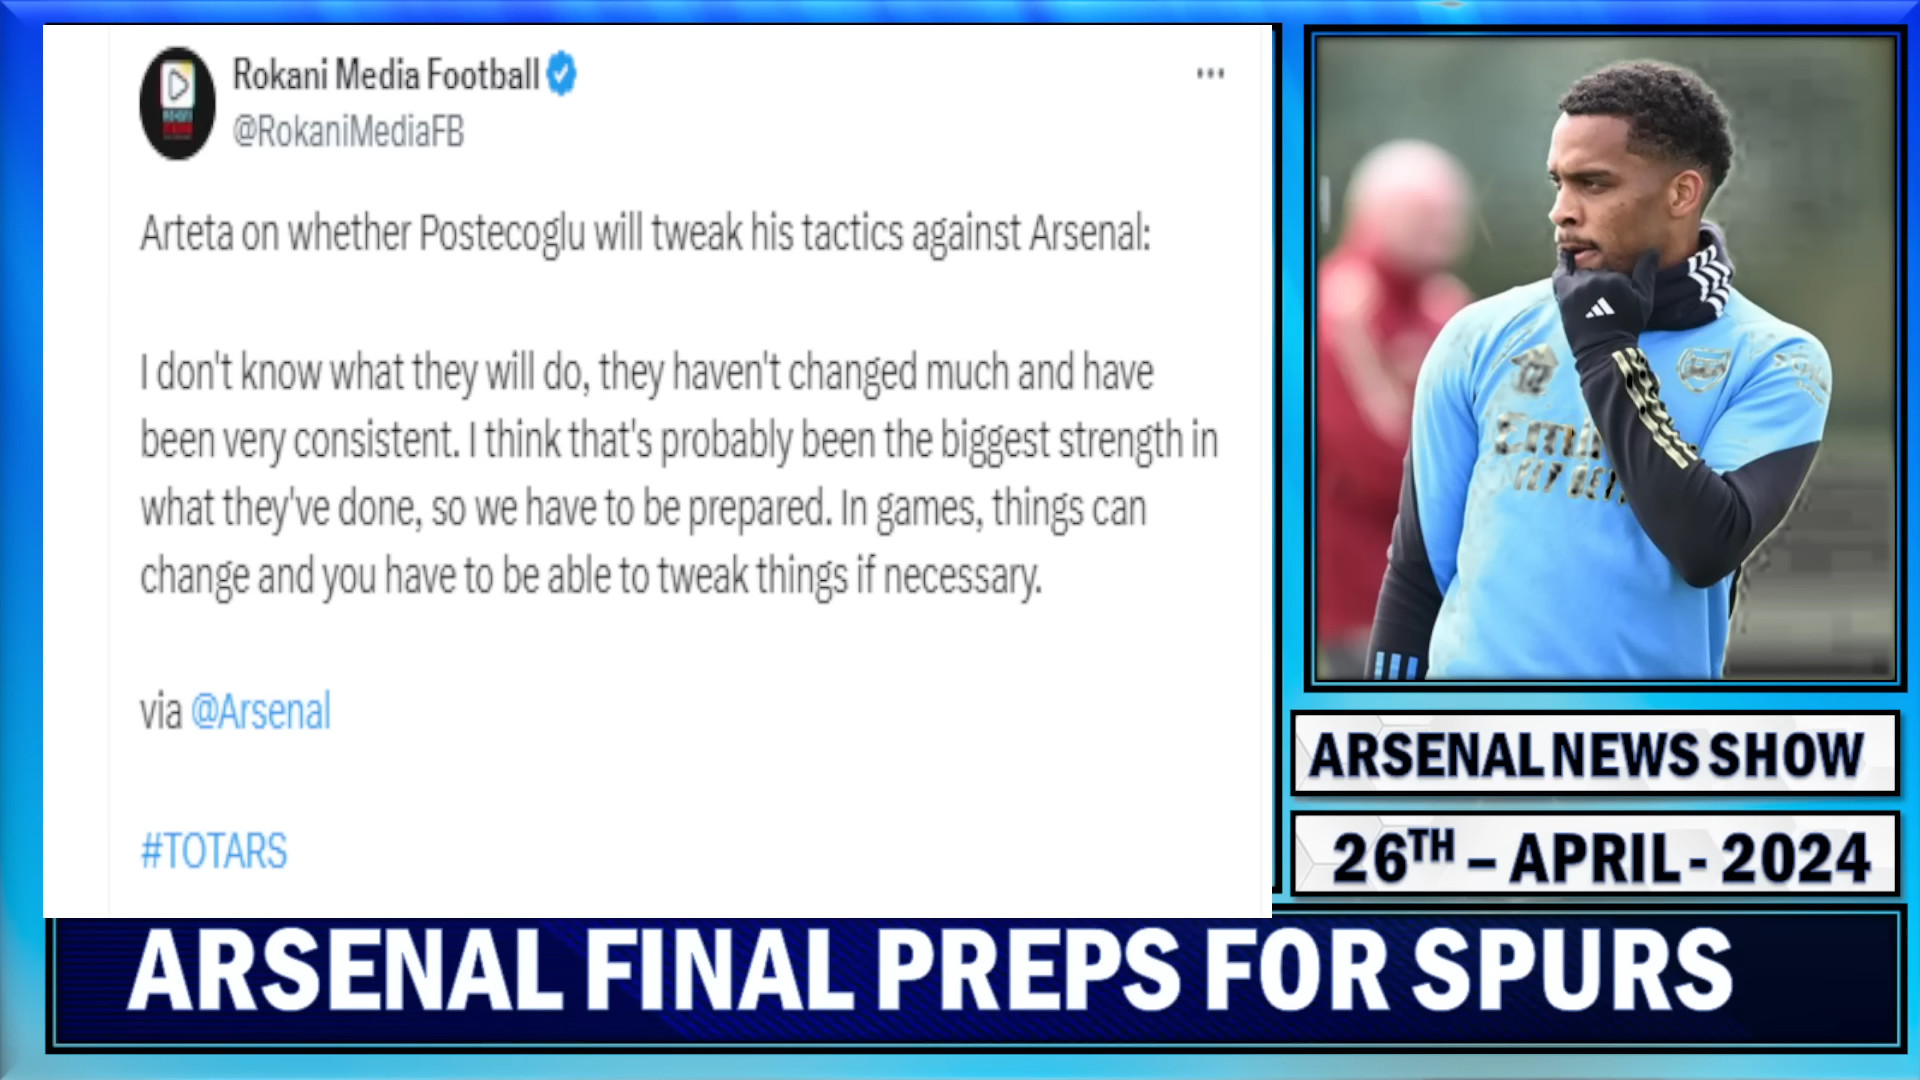 Rokani Media Football
@RokaniMediaFB
Arteta on whether Postecoglu will tweak his tactics against Arsenal:
I don't know what they will do, they haven't changed much and have
been very consistent. I think that's probably been the biggest strength in
what they've done, so we have to be prepared. In games, things can
change and you have to be able to tweak things if necessary.
via @Arsenal
#TOTARS
12
ARSENAL NEWS SHOW
26TH – APRIL - 2024
ARSENAL FINAL PREPS FOR SPURS